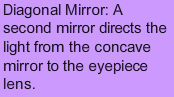 Diagonal Mirror: A
second mirror directs the
light from the concave
mirror to the eyepiece
lens.